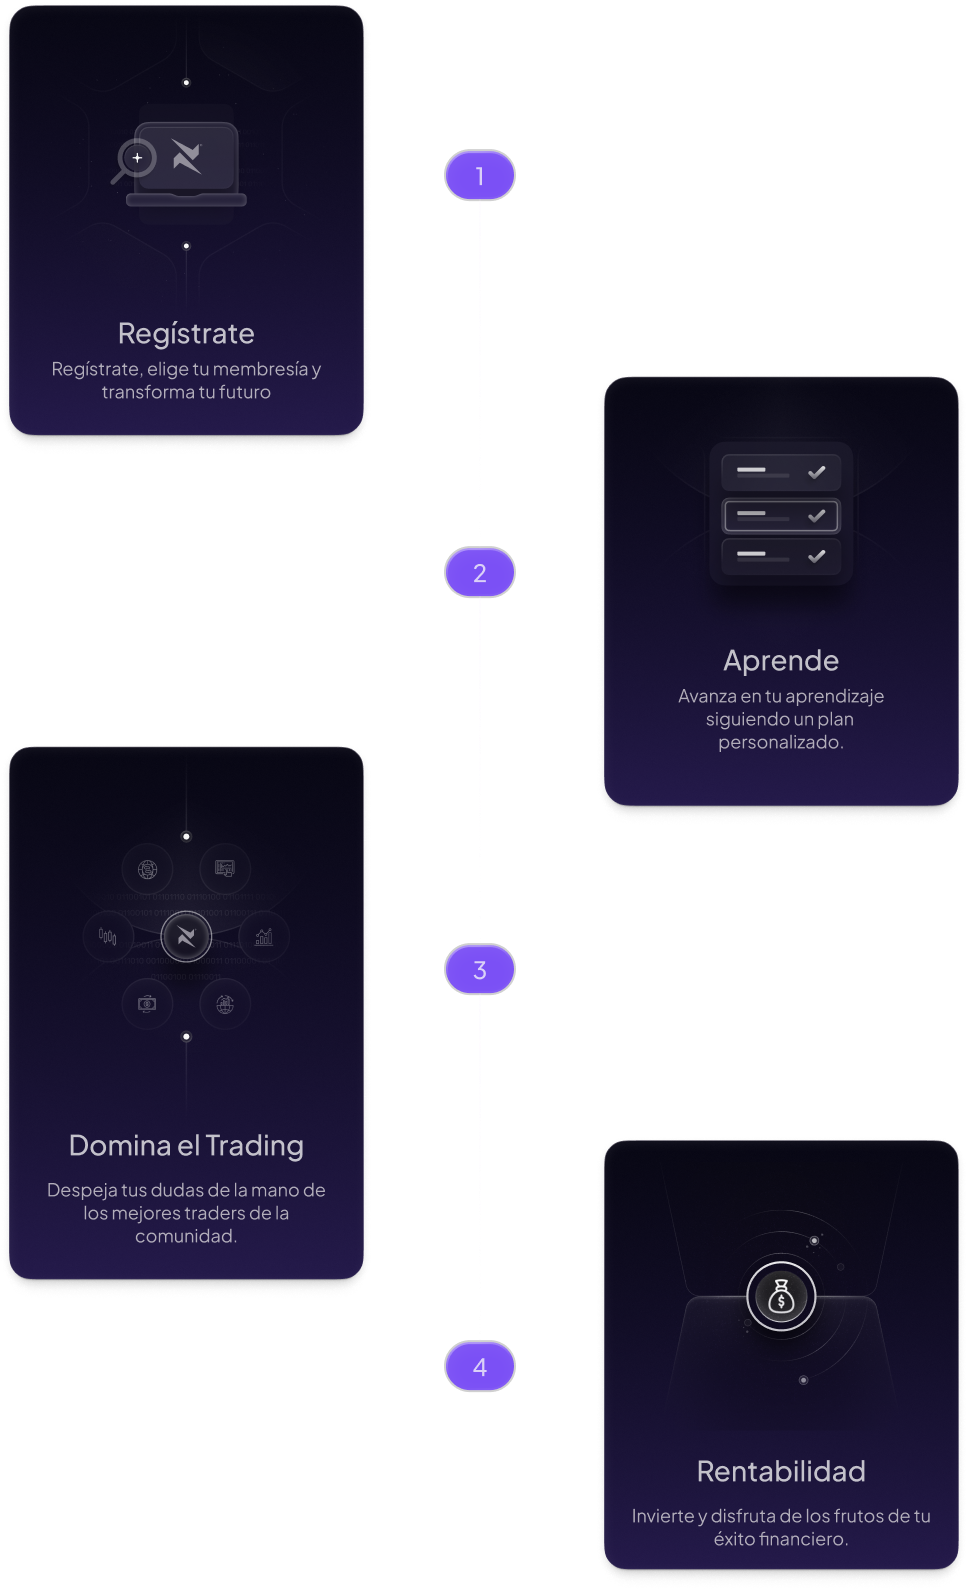 1
Regístrate
Regístrate, elige tu membresía y
transforma tu futuro
2
Aprende
Avanza en tu aprendizaje
siguiendo un plan
personalizado.
3
Domina el Trading
Despeja tus dudas de la mano de
los mejores traders de la
comunidad.
4
Rentabilidad
Invierte y disfruta de los frutos de tu
éxito financiero.